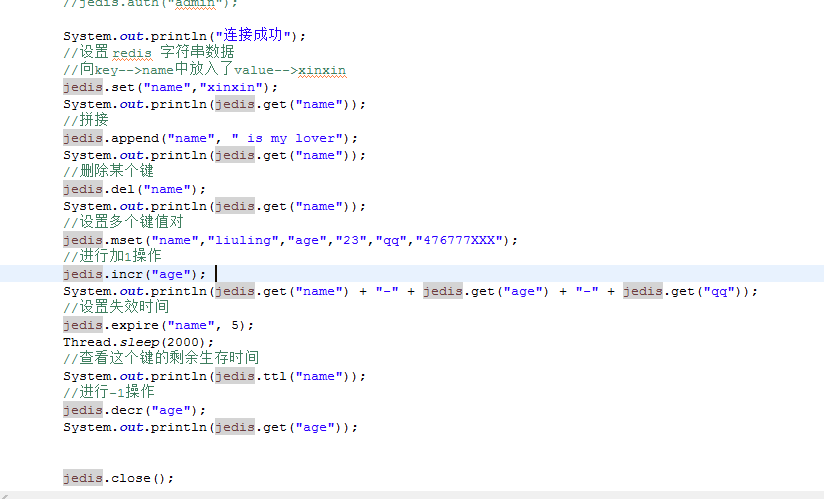 //jedis.auth("admin");
System.out.println("连接成功");
//设置 redis 字符串数据
//向key-->name中放入了value-->xinxin
jedis.set("name","xinxin");
System.out.println(jedis.get("name"));
//拼接
jedis.append("name", " is my lover");
System.out.println(jedis.get("name"));
//删除某个键
jedis.del("name");
System.out.println(jedis.get("name"));
//设置多个键值对
jedis.mset("name","liuling","age","23","qq","476777XXX");
//进行加1操作
jedis.incr("age");
System.out.println(jedis.get("name") + "-" + jedis.get("age") + "-" + jedis.get("qq"));
//设置失效时间
jedis.expire("name", 5);
Thread.sleep(2000);
//查看这个键的剩余生存时间
System.out.println(jedis.ttl("name"));
//进行-1操作
jedis.decr("age");
System.out.println(jedis.get("age"));
jedis.close();